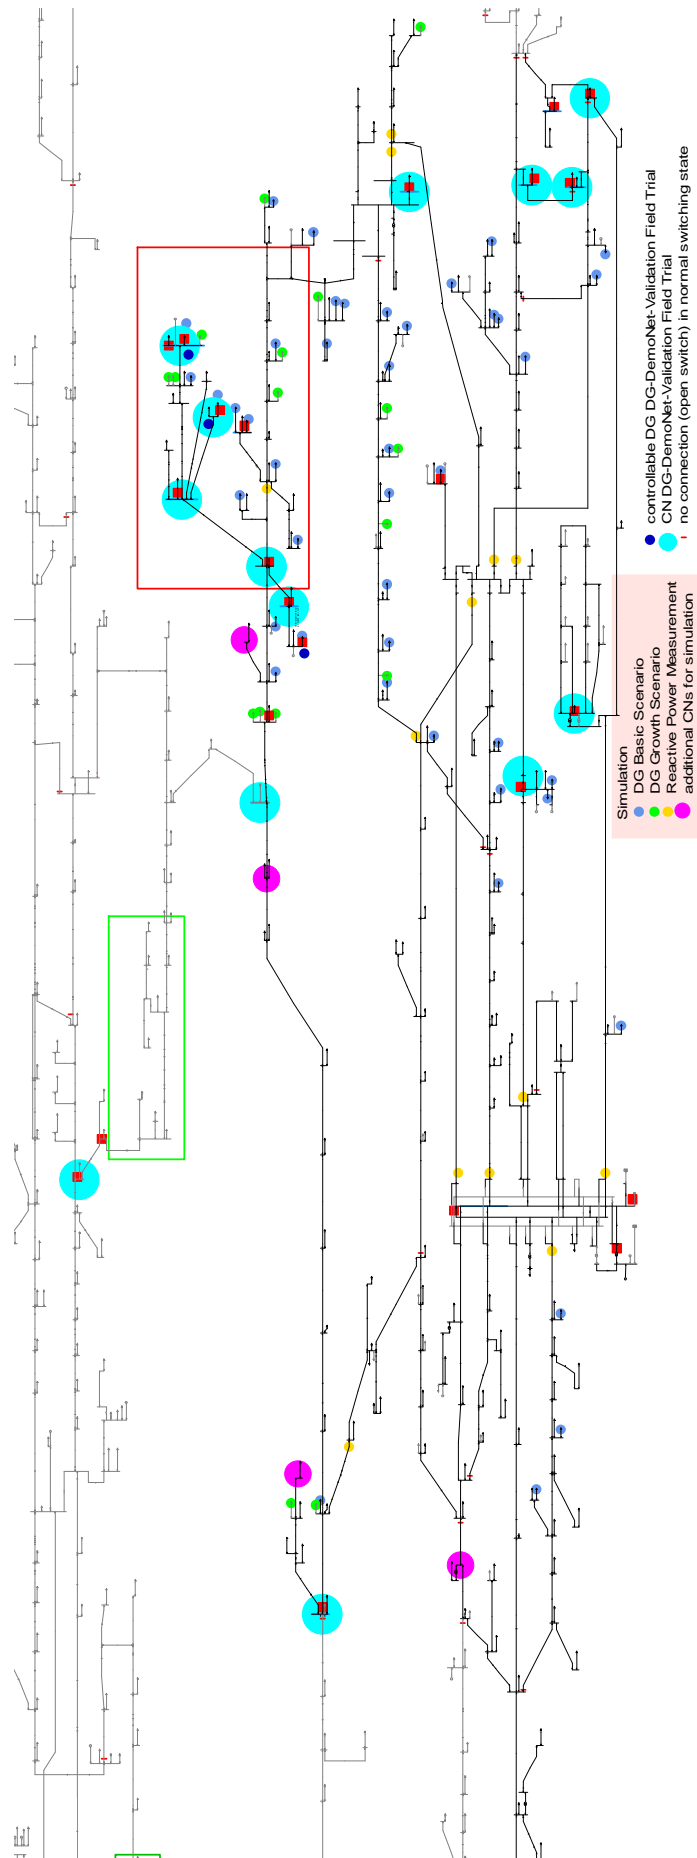 controllable DG DG-DemoNet-Validation Field Trial
CN DG-DemoNet-Validation Field Trial
no connection (open switch) in normal switching state
Simulation
DG Basic Scenario
DG Growth Scenario
Reactive Power Measurement
additional CNs for simulation